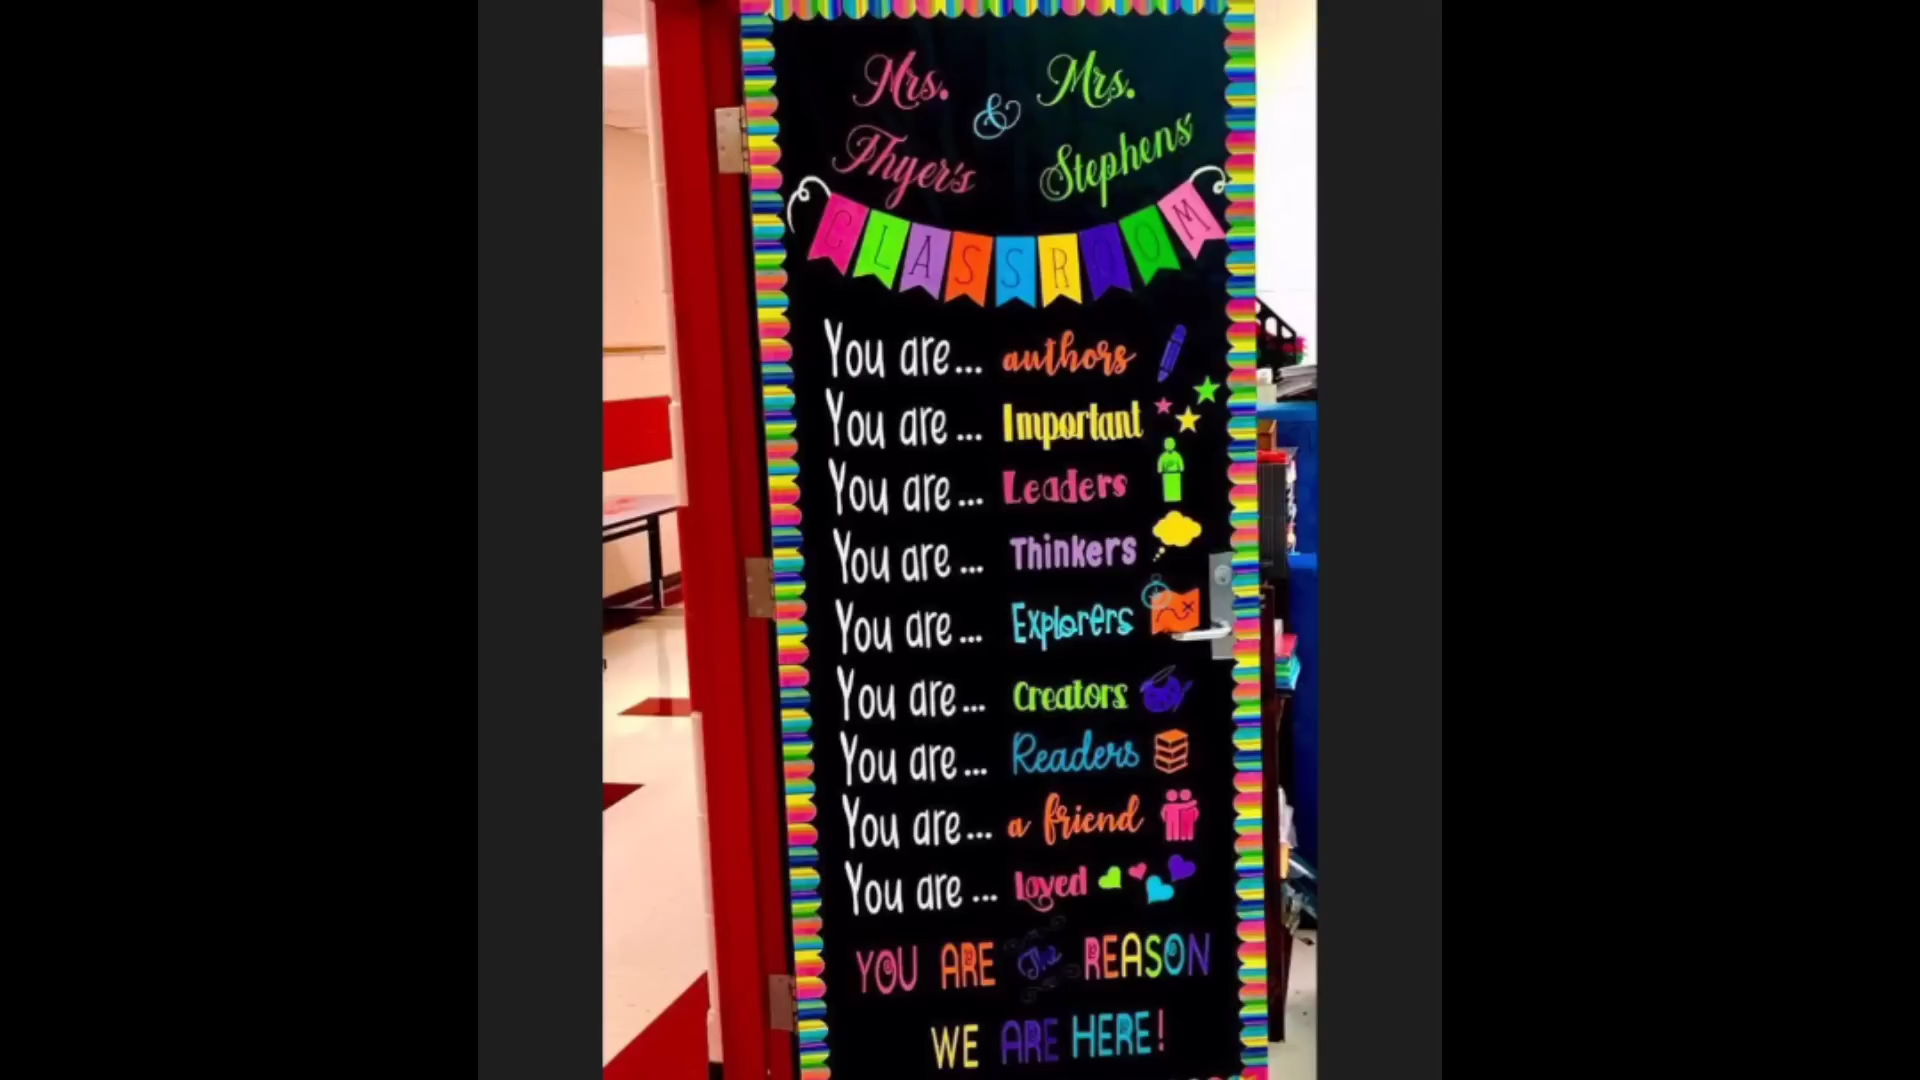 Mrs. & Mrs.
Thyer's Stephens'
CLASSROOM
You are... authors
You are... Important
You are... Leaders
You are... Thinkers
You are... Explorers
You are... Creators
You are... Readers
You are... a friend
You are... loved
YOU ARE The REASON
WE ARE HERE!